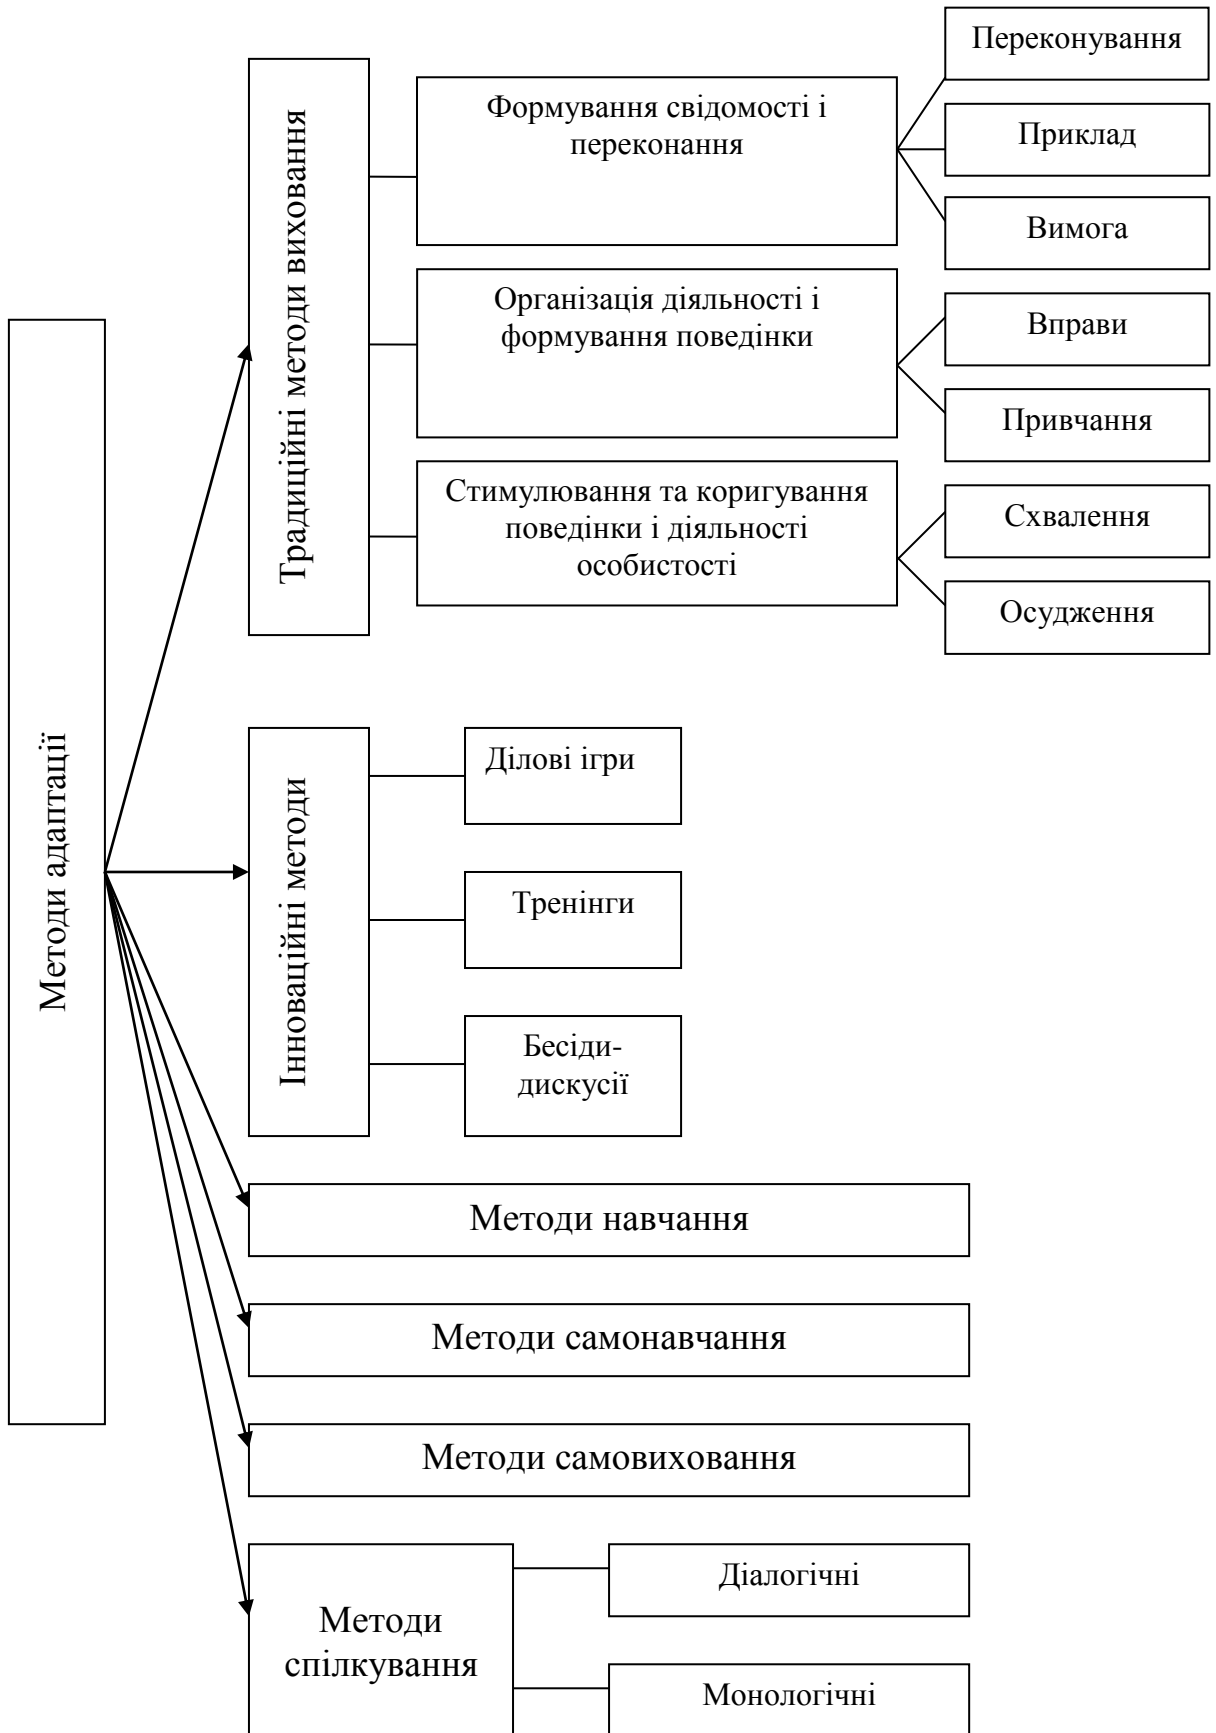 Методи адаптації
Традиційні методи виховання
Формування свідомості і
переконання
Переконування
Приклад
Вимога
Організація діяльності і
формування поведінки
Вправи
Привчання
Стимулювання та коригування
поведінки і діяльності
особистості
Схвалення
Осудження
Інноваційні методи
Ділові ігри
Тренінги
Бесіди-
дискусії
Методи навчання
Методи самонавчання
Методи самовиховання
Методи
спілкування
Діалогічні
Монологічні